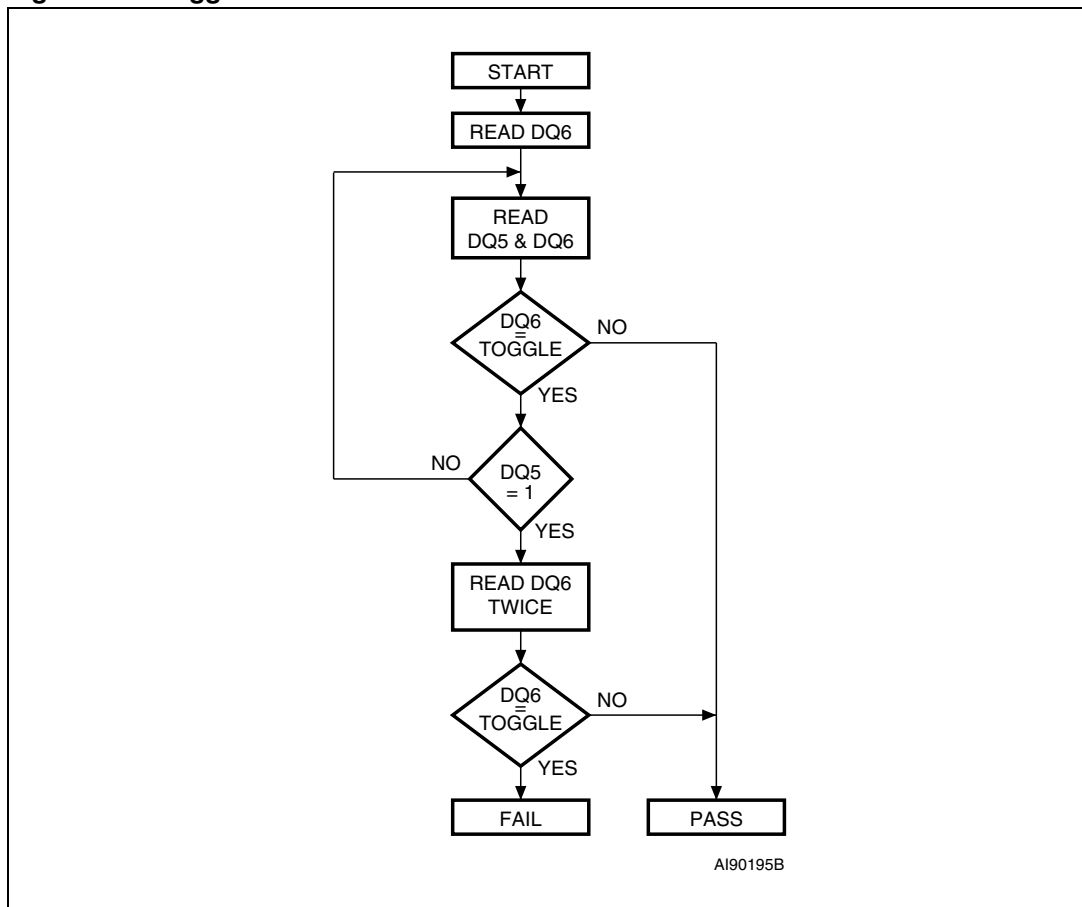 START
READ DQ6
READ
DQ5 & DQ6
DQ6
=
TOGGLE
NO
YES
NO
DQ5
= 1
YES
READ DQ6
TWICE
DQ6
=
TOGGLE
NO
YES
FAIL
PASS
AI90195B